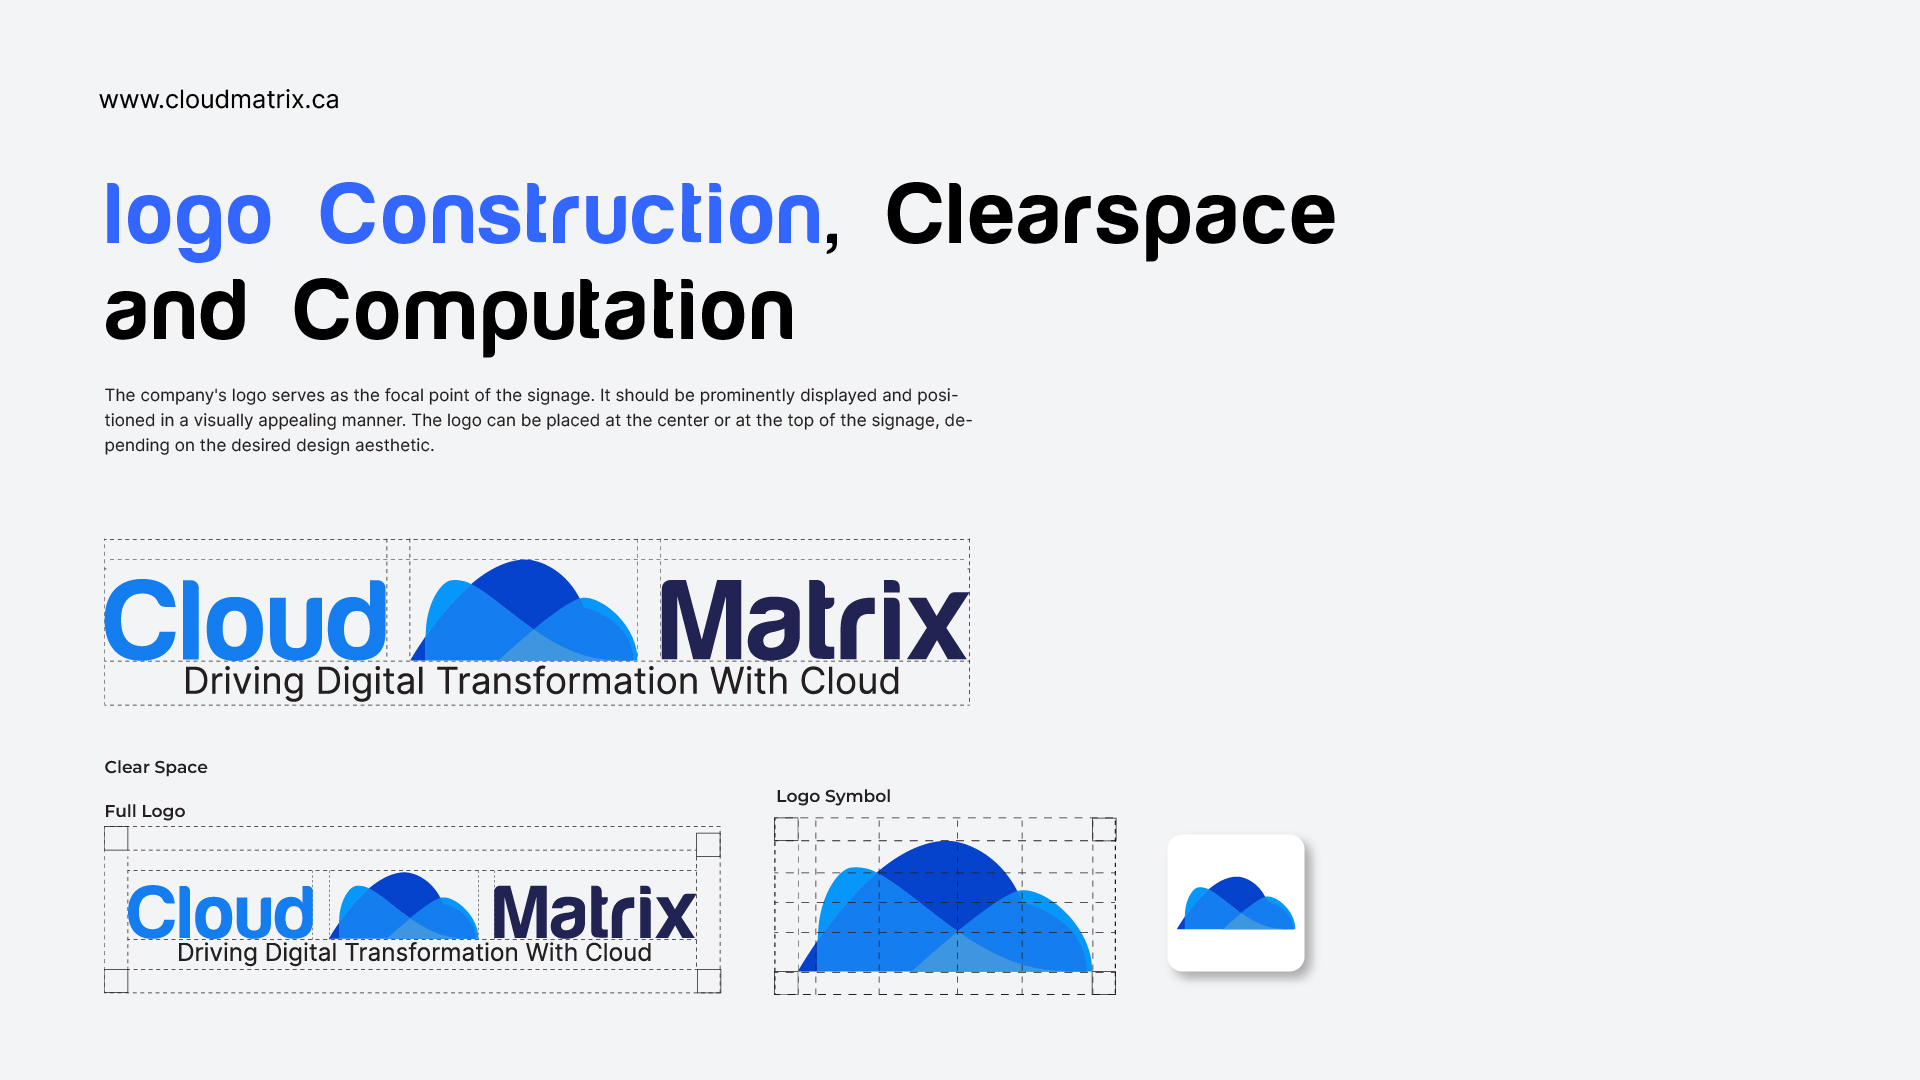 www.cloudmatrix.ca
logo Construction, Clearspace
and Computation
The company's logo serves as the focal point of the signage. It should be prominently displayed and posi-
tioned in a visually appealing manner. The logo can be placed at the center or at the top of the signage, de-
pending on the desired design aesthetic.
Cloud Matrix
Driving Digital Transformation With Cloud
Clear Space
Full Logo
Cloud Matrix
Driving Digital Transformation With Cloud
Logo Symbol